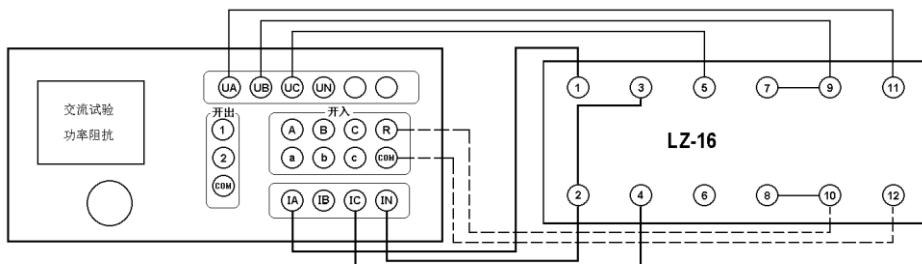 UA UB UC UN
开出 开入
交流试验
功率阻抗
1 A B C R
2 a b c COM
COM
IA IB IC IN
1 3 5 7 9 11
LZ-16
2 4 6 8 10 12